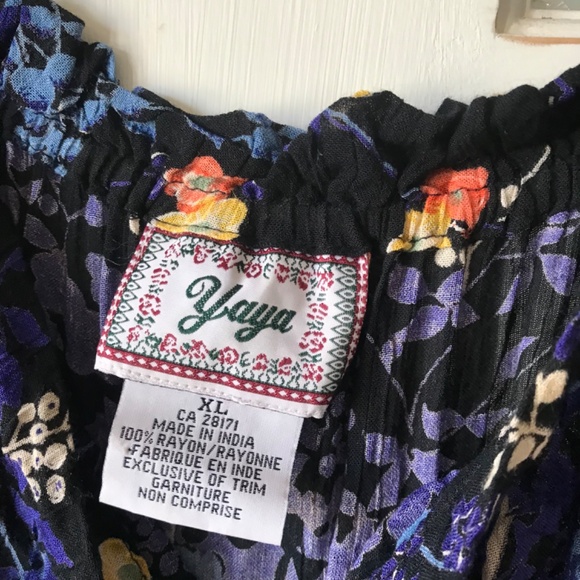 Yaya
XL
CA 28171
MADE IN INDIA
100% RAYON/RAYONNE
•FABRIQUE EN INDE
EXCLUSIVE OF TRIM
GARNITURE
NON COMPRISE